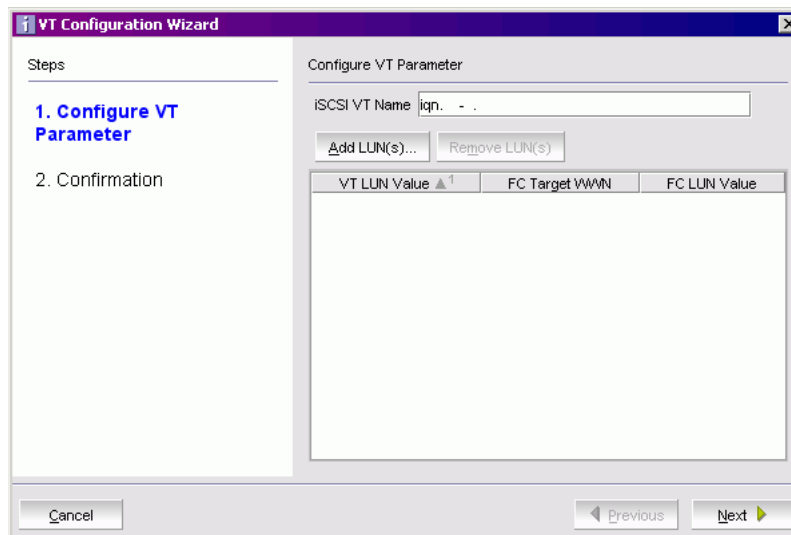 VT Configuration Wizard
Steps
1. Configure VT
Parameter
2. Confirmation
Configure VT Parameter
iSCSI VT Name iqn. - .
Add LUN(s)... Remove LUN(s)
VT LUN Value ▲1 FC Target WWN FC LUN Value
Cancel Previous Next